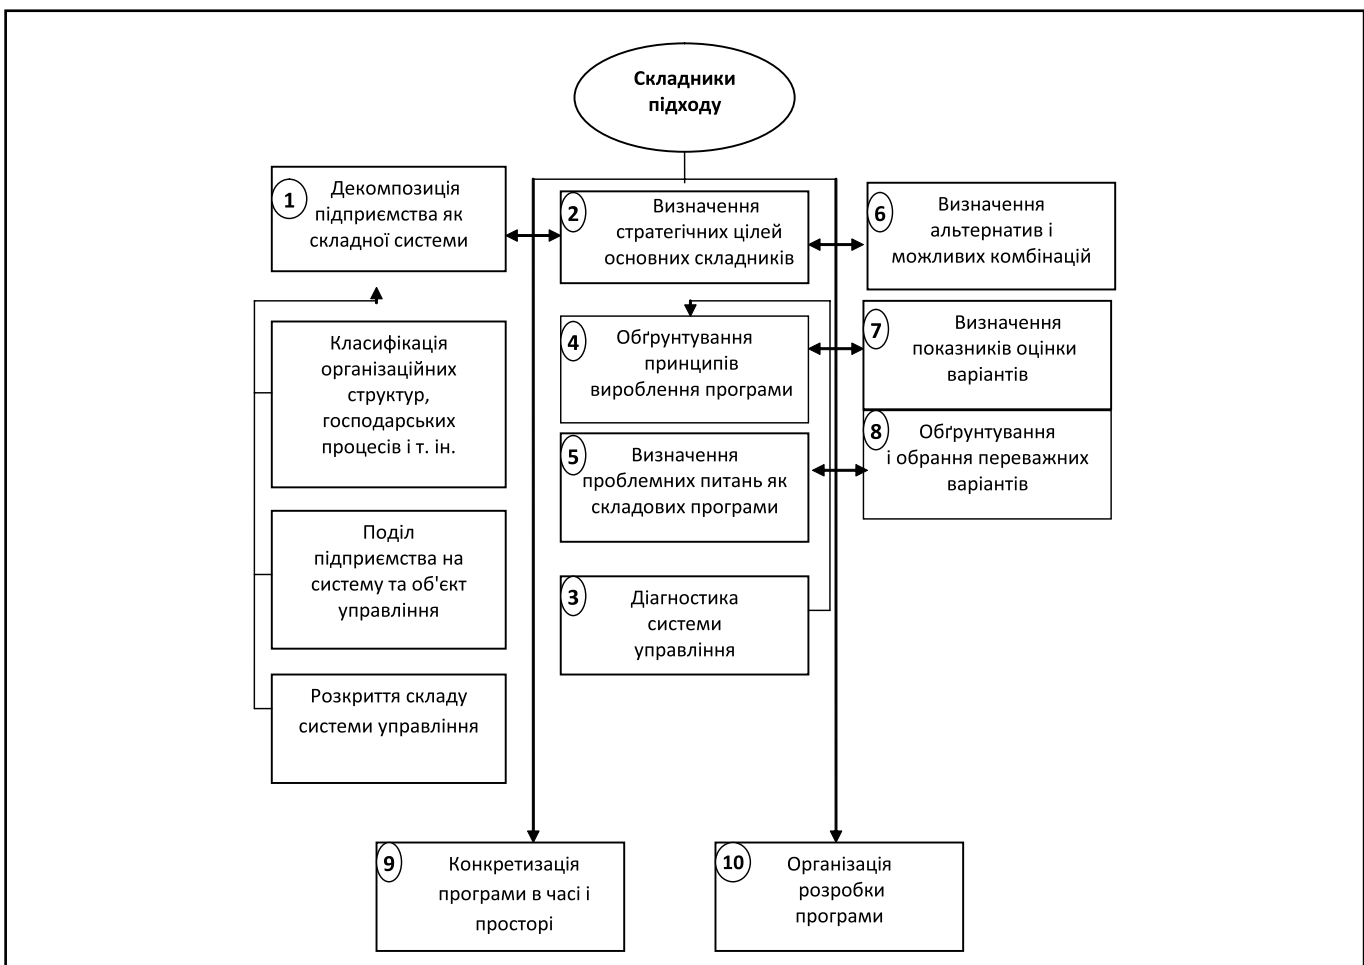 Складники
підходу
1
Декомпозиція
підприємства як
складної системи
2
Визначення
стратегічних цілей
основних складників
6
Визначення
альтернатив і
можливих комбінацій
Класифікація
організаційних
структур,
господарських
процесів і т. ін.
4
Обґрунтування
принципів
вироблення програми
7
Визначення
показників оцінки
варіантів
5
Визначення
проблемних питань як
складових програми
8
Обґрунтування
і обрання переважних
варіантів
Поділ
підприємства на
систему та об'єкт
управління
3
Діагностика
системи
управління
Розкриття складу
системи управління
9
Конкретизація
програми в часі і
просторі
10
Організація
розробки
програми